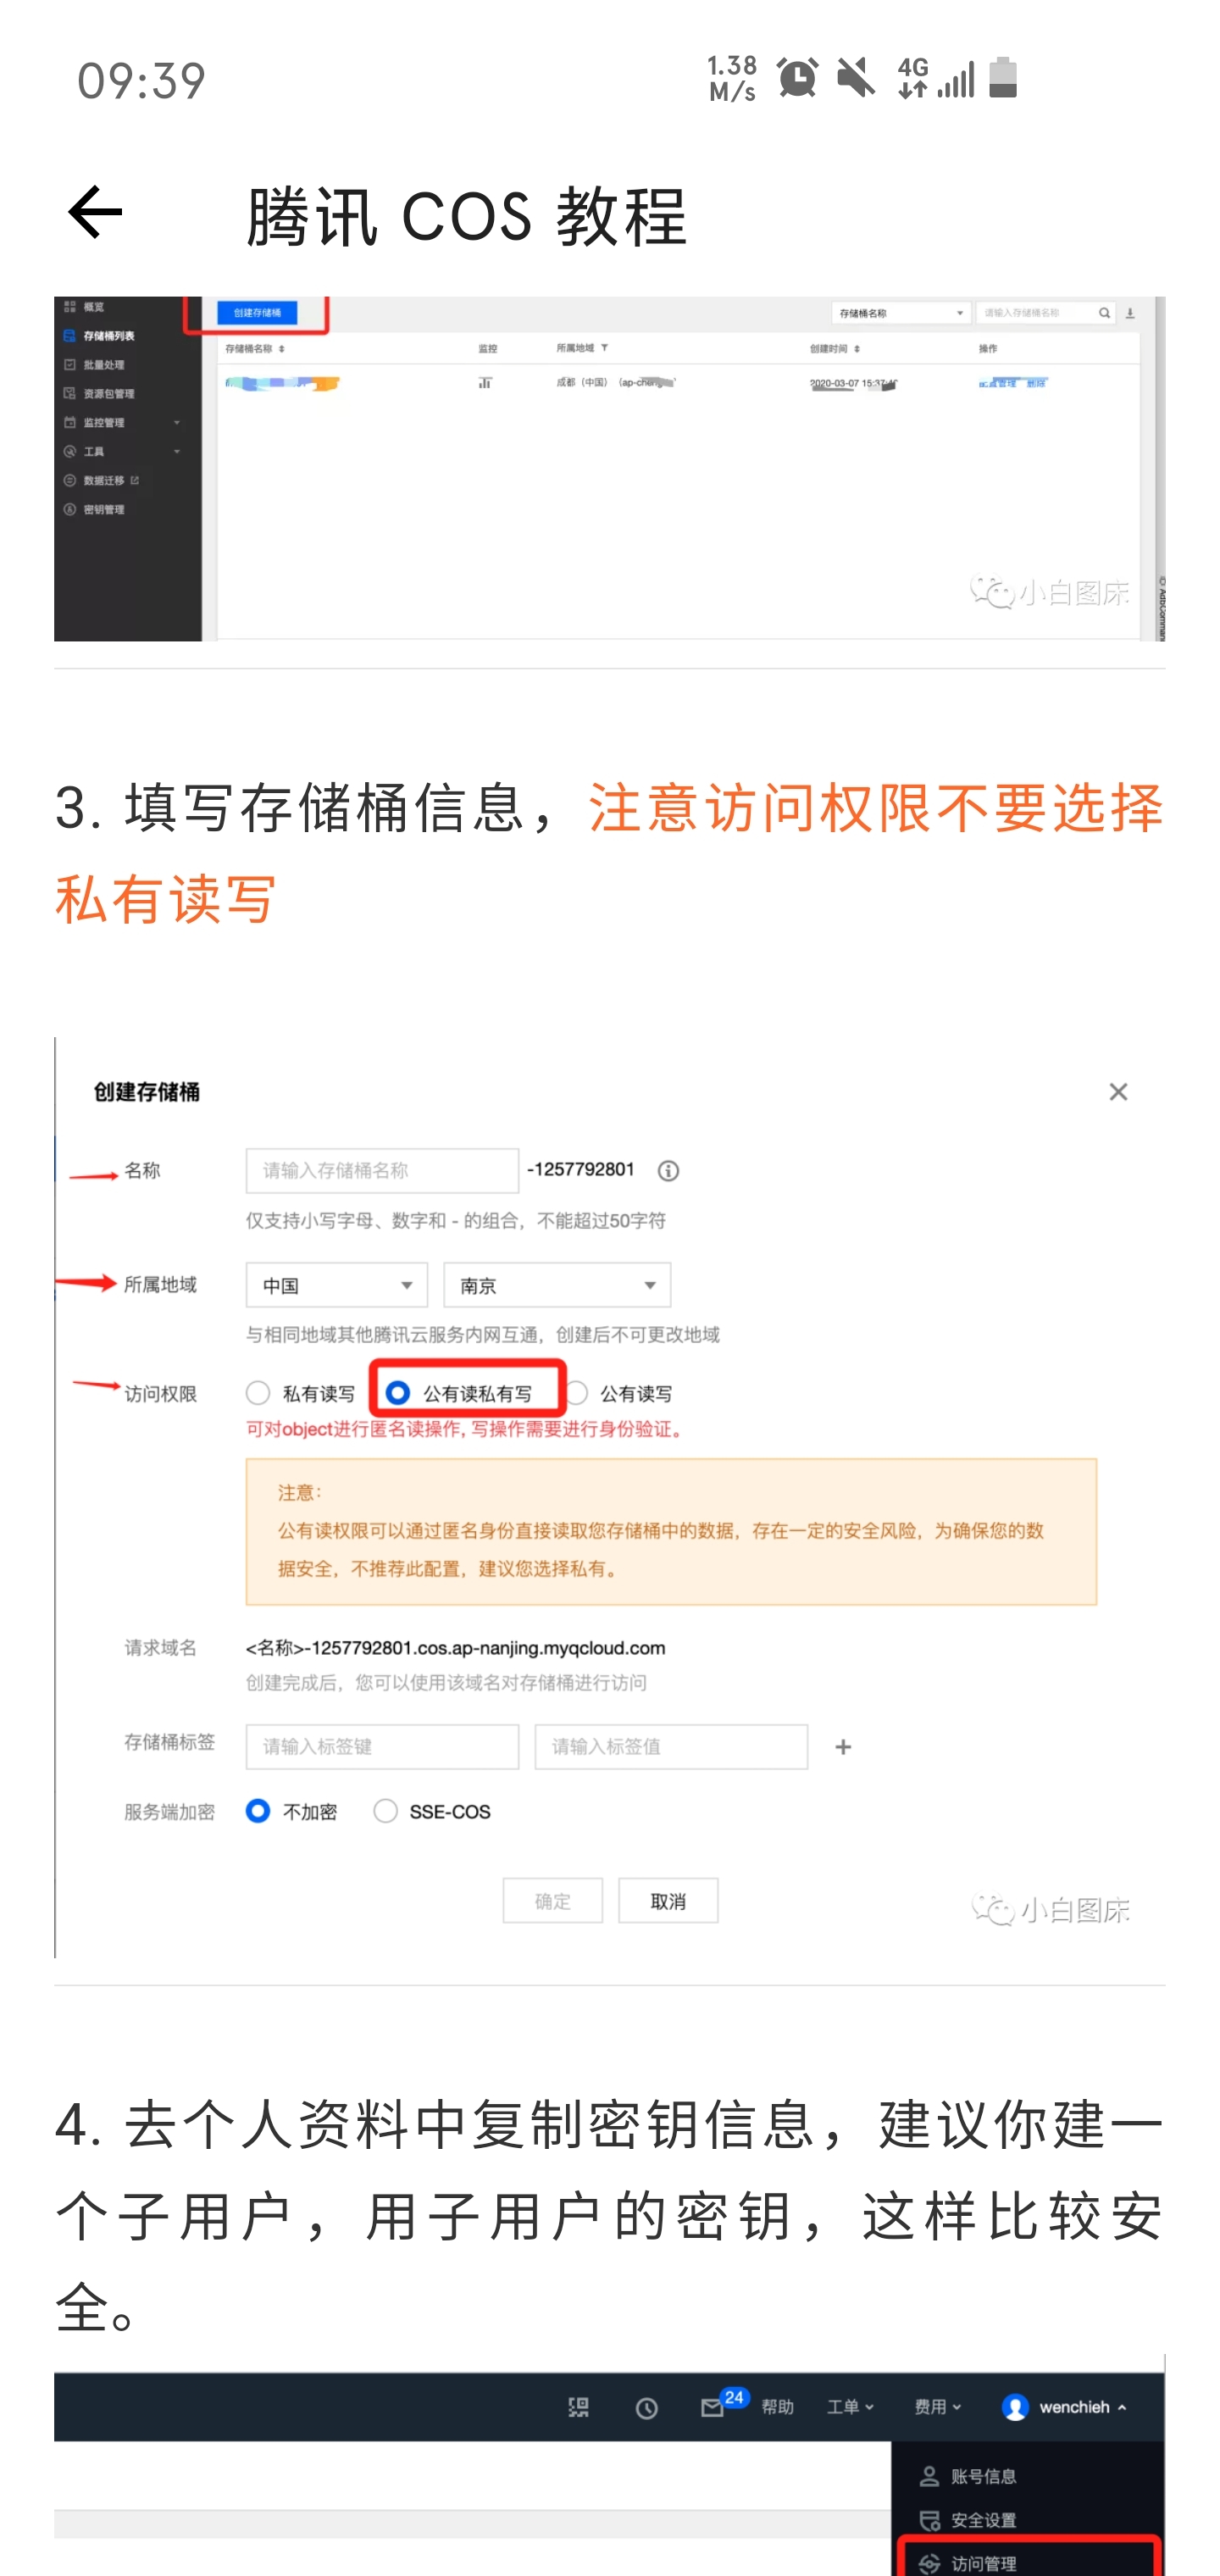 09:39
1.38
M/s
4G
腾讯 COS 教程
概览
创建存储桶
存储桶名称
请输入存储桶名称
存储桶列表
存储桶名称
监控
所属地域
创建时间
操作
批量处理
成都（中国）
2020-03-07
资源包管理
监控管理
工具
数据迁移
密钥管理
小白图床
3. 填写存储桶信息，注意访问权限不要选择
私有读写
创建存储桶
名称
请输入存储桶名称
-1257792801
仅支持小写字母、数字和 - 的组合，不能超过50字符
所属地域
中国
南京
与相同地域其他腾讯云服务内网互通，创建后不可更改地域
访问权限
私有读写
公有读私有写
公有读写
可对object进行匿名读操作, 写操作需要进行身份验证。
注意：
公有读权限可以通过匿名身份直接读取您存储桶中的数据，存在一定的安全风险，为确保您的数
据安全，不推荐此配置，建议您选择私有。
请求域名
<名称>-1257792801.cos.ap-nanjing.myqcloud.com
创建完成后，您可以使用该域名对存储桶进行访问
存储桶标签
请输入标签键
请输入标签值
服务端加密
不加密
SSE-COS
确定
取消
小白图床
4. 去个人资料中复制密钥信息，建议你建一
个子用户，用子用户的密钥，这样比较安
全。
24
帮助
工单
费用
wenchieh
账号信息
安全设置
访问管理